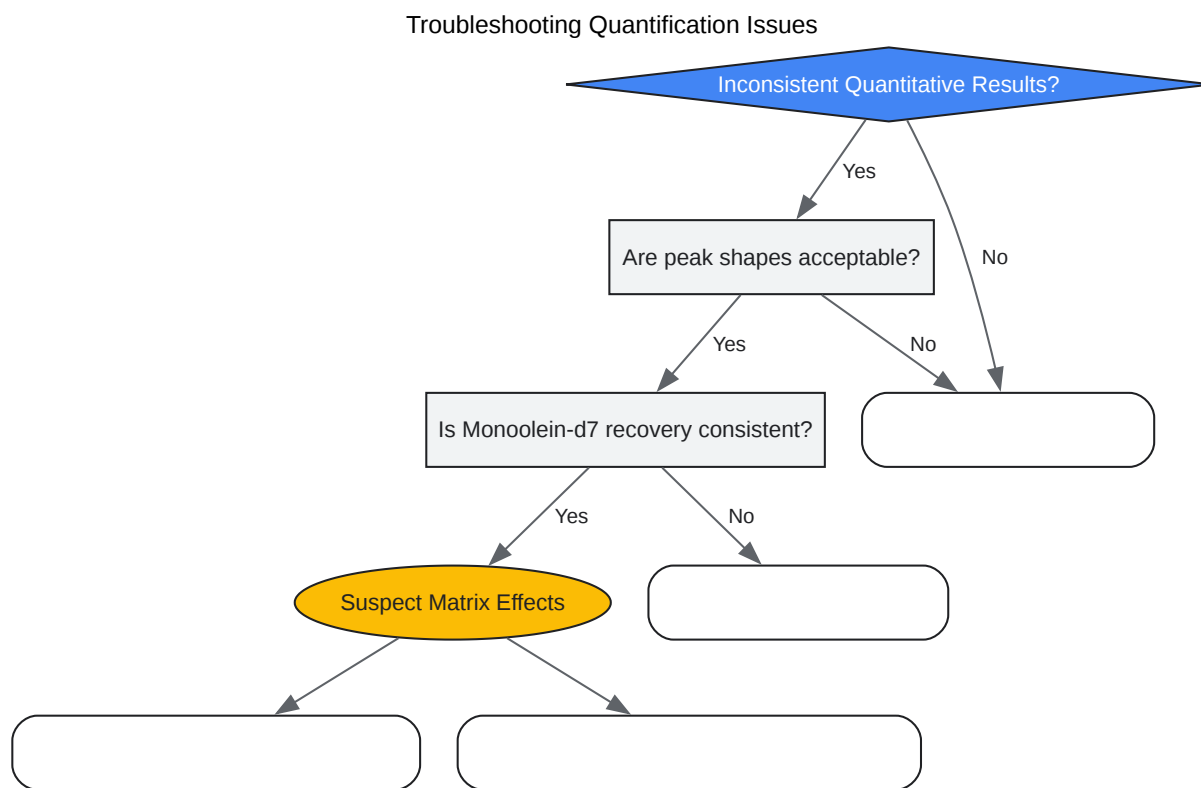 Troubleshooting Quantification Issues
Inconsistent Quantitative Results?
Yes
Are peak shapes acceptable?
No
Yes
No
Is Monoolein-d7 recovery consistent?
Yes
No
Suspect Matrix Effects